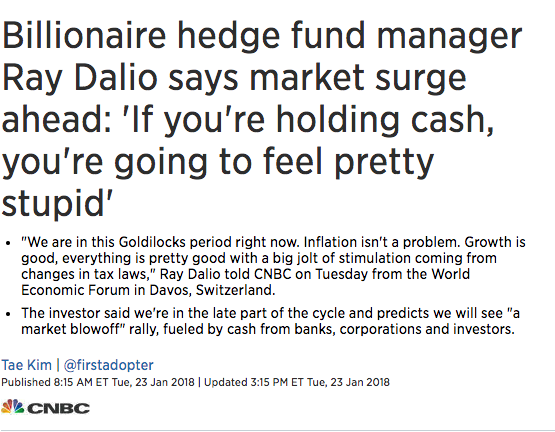 Billionaire hedge fund manager
Ray Dalio says market surge
ahead: 'If you're holding cash,
you're going to feel pretty
stupid'
• "We are in this Goldilocks period right now. Inflation isn't a problem. Growth is
good, everything is pretty good with a big jolt of stimulation coming from
changes in tax laws," Ray Dalio told CNBC on Tuesday from the World
Economic Forum in Davos, Switzerland.
• The investor said we're in the late part of the cycle and predicts we will see "a
market blowoff" rally, fueled by cash from banks, corporations and investors.
Tae Kim | @firstadopter
Published 8:15 AM ET Tue, 23 Jan 2018 | Updated 3:15 PM ET Tue, 23 Jan 2018
CNBC